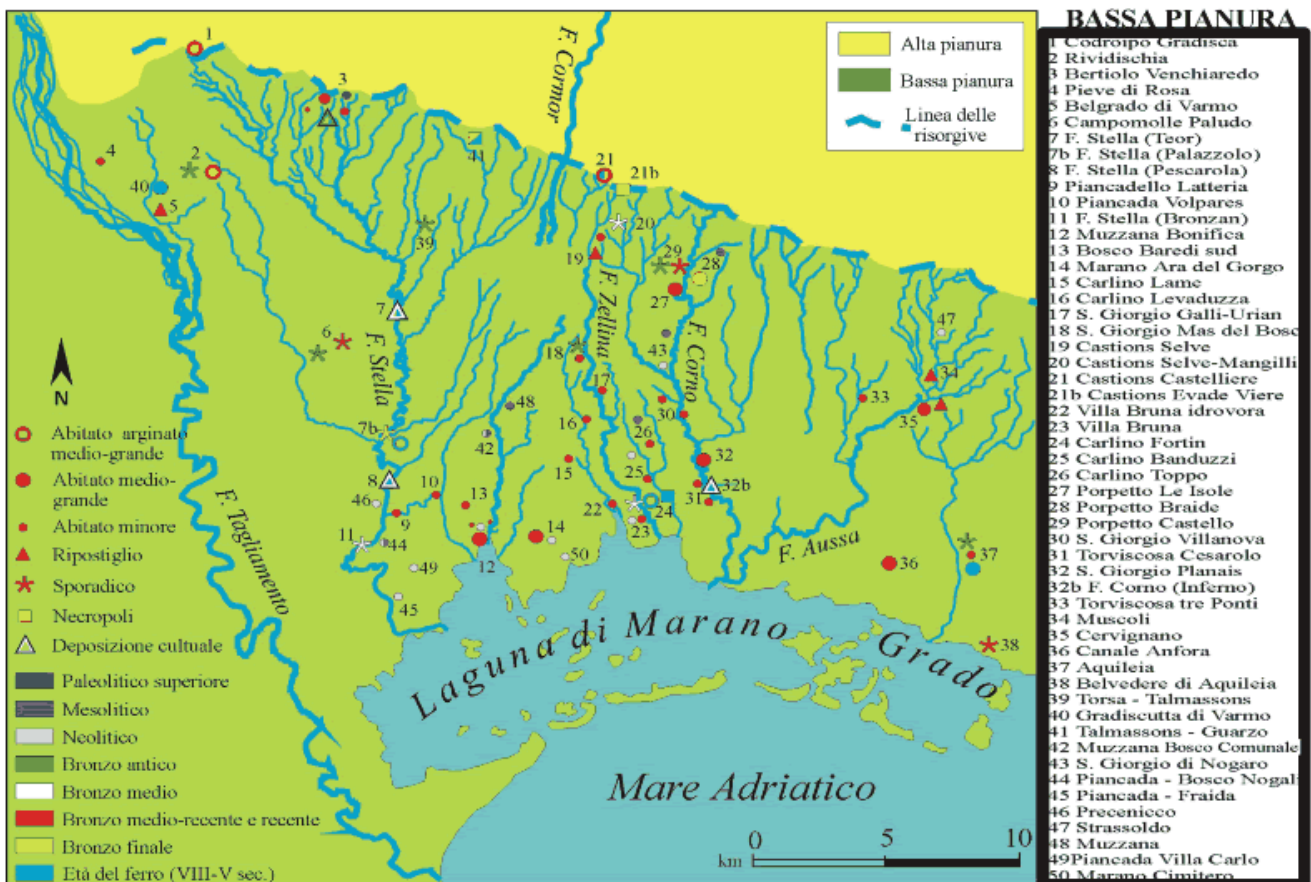 BASSA PIANURA
1 Codroipo Gradisca
2 Rividischia
3 Bertiolo Venchiaredo
4 Pieve di Rosa
5 Belgrado di Varmo
6 Campomolle Paludo
7 F. Stella (Teor)
7b F. Stella (Palazzolo)
8 F. Stella (Pescarola)
9 Piancadello Latteria
10 Piancada Volpares
11 F. Stella (Bronzan)
12 Muzzana Bonifica
13 Bosco Baredi sud
14 Marano Ara del Gorgo
15 Carlino Lame
16 Carlino Levaduzza
17 S. Giorgio Galli-Urian
18 S. Giorgio Mas del Bosc
19 Castions Selve
20 Castions Selve-Mangilli
21 Castions Castelliere
21b Castions Evade Viere
22 Villa Bruna idrovora
23 Villa Bruna
24 Carlino Fortin
25 Carlino Banduzzi
26 Carlino Toppo
27 Porpetto Le Isole
28 Porpetto Braide
29 Porpetto Castello
30 S. Giorgio Villanova
31 Torviscosa Cesarolo
32 S. Giorgio Planais
32b F. Corno (Inferno)
33 Torviscosa tre Ponti
34 Muscoli
35 Cervignano
36 Canale Anfora
37 Aquileia
38 Belvedere di Aquileia
39 Torsa - Talmassons
40 Gradiscutta di Varmo
41 Talmassons - Guarzo
42 Muzzana Bosco Comunale
43 S. Giorgio di Nogaro
44 Piancada - Bosco Nogali
45 Piancada - Fraida
46 Precenicco
47 Strassoldo
48 Muzzana
49Piancada Villa Carlo
50 Marano Cimitero
Alta pianura
Bassa pianura
Linea delle
risorgive
F. Cormor
F. Stella
F. Zellina
F. Corno
F. Aussa
F. Tagliamento
Laguna di Marano
Grado
Mare Adriatico
1
3
4
2
40
5
41
39
21
21b
20
19
29
28
27
7
6
18
43
47
34
33
35
17
48
30
16
7b
42
26
15
25
32
8
10
46
13
9
11
44
49
45
12
14
50
22
23
24
31
32b
36
37
38
N
Abitato arginato
medio-grande
Abitato medio-
grande
Abitato minore
Ripostiglio
Sporadico
Necropoli
Deposizione cultuale
Paleolitico superiore
Mesolitico
Neolitico
Bronzo antico
Bronzo medio
Bronzo medio-recente e recente
Bronzo finale
Età del ferro (VIII-V sec.)
0 5 10
km